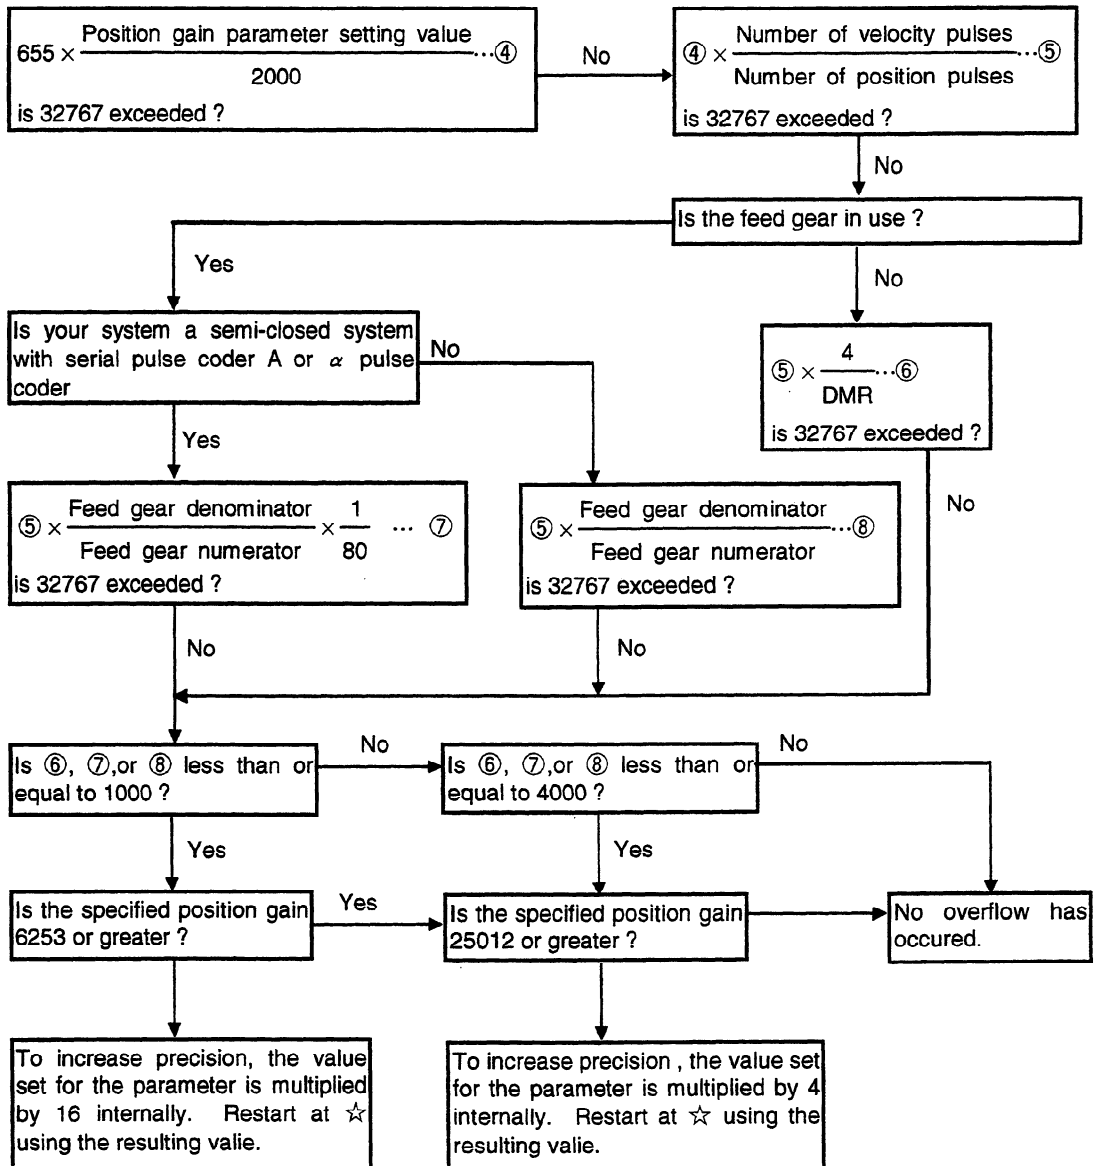 655 × Position gain parameter setting value / 2000 …④
is 32767 exceeded ?
No
④ × Number of velocity pulses / Number of position pulses …⑤
is 32767 exceeded ?
No
Is the feed gear in use ?
Yes
No
Is your system a semi-closed system
with serial pulse coder A or α pulse
coder
No
⑤ × 4 / DMR …⑥
is 32767 exceeded ?
Yes
No
⑤ × Feed gear denominator / Feed gear numerator × 1 / 80 … ⑦
is 32767 exceeded ?
⑤ × Feed gear denominator / Feed gear numerator …⑧
is 32767 exceeded ?
No
No
Is ⑥, ⑦,or ⑧ less than or
equal to 1000 ?
No
Is ⑥, ⑦,or ⑧ less than or
equal to 4000 ?
No
Yes
Yes
Is the specified position gain
6253 or greater ?
Yes
Is the specified position gain
25012 or greater ?
No overflow has
occured.
To increase precision, the value
set for the parameter is multiplied
by 16 internally. Restart at ☆
using the resulting valie.
To increase precision , the value set
for the parameter is multiplied by 4
internally. Restart at ☆ using the
resulting valie.